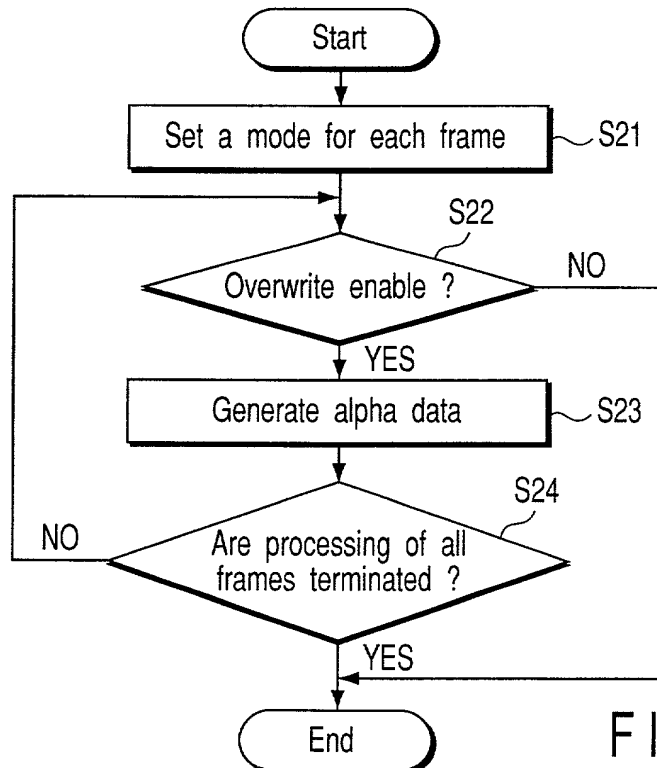 Start
Set a mode for each frame
S21
S22
Overwrite enable ?
NO
YES
Generate alpha data
S23
S24
NO
Are processing of all
frames terminated ?
YES
End
FI